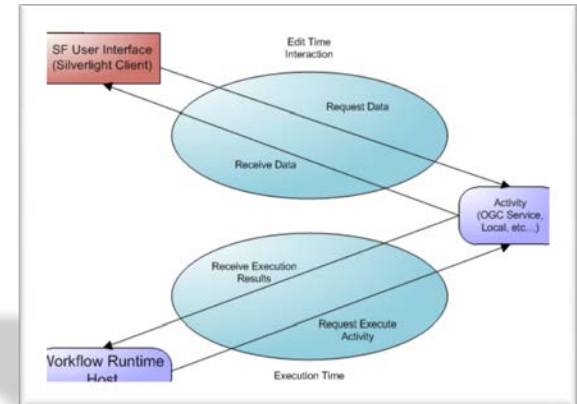 SF User Interface
(Silverlight Client)
Edit Time
Interaction
Request Data
Receive Data
Activity
(OGC Service,
Local, etc…)
Receive Execution
Results
Request Execute
Activity
Workflow Runtime
Host
Execution Time